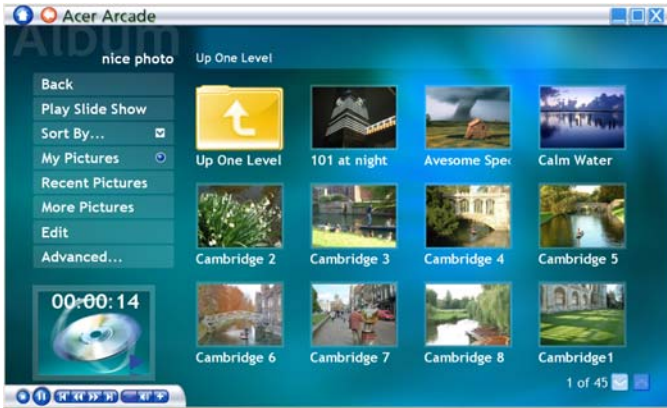 Acer Arcade
Album
nice photo
Up One Level
Back
Play Slide Show
Sort By...
My Pictures
Recent Pictures
More Pictures
Edit
Advanced...
00:00:14
Up One Level
101 at night
Avesome Spec
Calm Water
Cambridge 2
Cambridge 3
Cambridge 4
Cambridge 5
Cambridge 6
Cambridge 7
Cambridge 8
Cambridge1
1 of 45